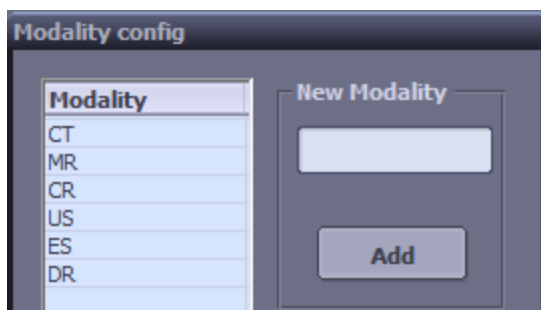 Modality config
Modality
CT
MR
CR
US
ES
DR
New Modality
Add